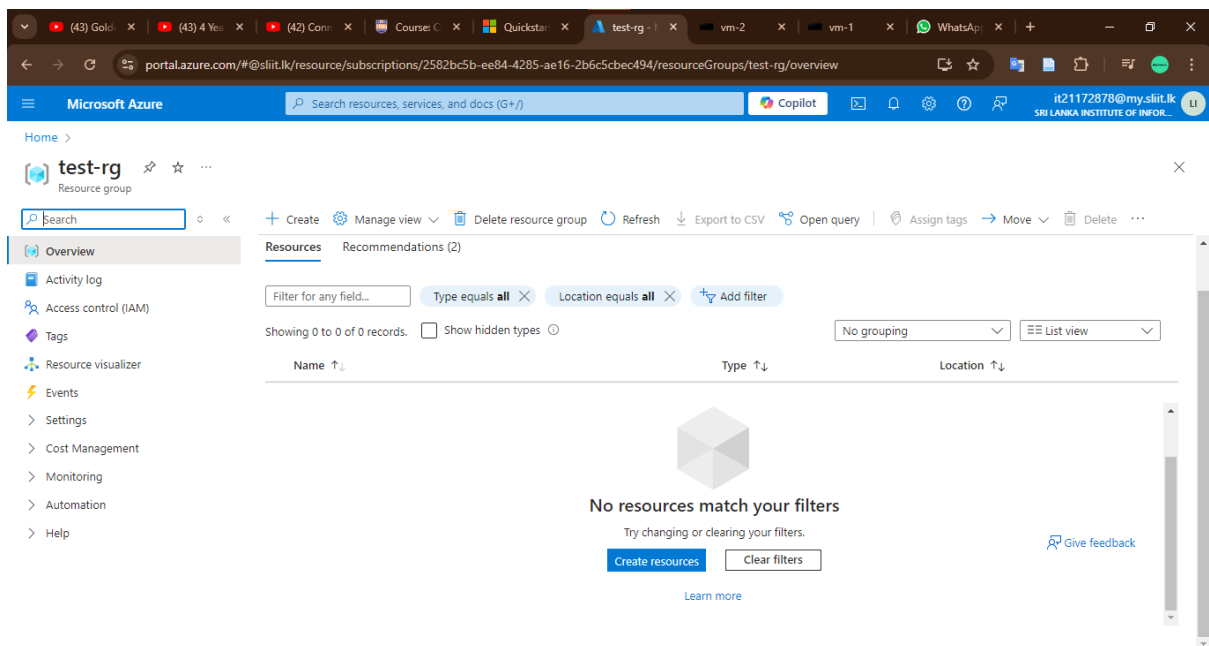 (43) Gold
(43) 4 Yea
(42) Conn
Course: C
Quickstar
test-rg -
vm-2
vm-1
WhatsApp
portal.azure.com/#@sliit.lk/resource/subscriptions/2582bc5b-ee84-4285-ae16-2b6c5cbec494/resourceGroups/test-rg/overview
Microsoft Azure
Search resources, services, and docs (G+/)
Copilot
it21172878@my.sliit.lk
SRI LANKA INSTITUTE OF INFOR...
LI
Home >
test-rg
Resource group
Search
Create
Manage view
Delete resource group
Refresh
Export to CSV
Open query
Assign tags
Move
Delete
Overview
Activity log
Access control (IAM)
Tags
Resource visualizer
Events
Settings
Cost Management
Monitoring
Automation
Help
Resources
Recommendations (2)
Filter for any field...
Type equals all
Location equals all
Add filter
Showing 0 to 0 of 0 records.
Show hidden types
No grouping
List view
Name
Type
Location
No resources match your filters
Try changing or clearing your filters.
Create resources
Clear filters
Learn more
Give feedback